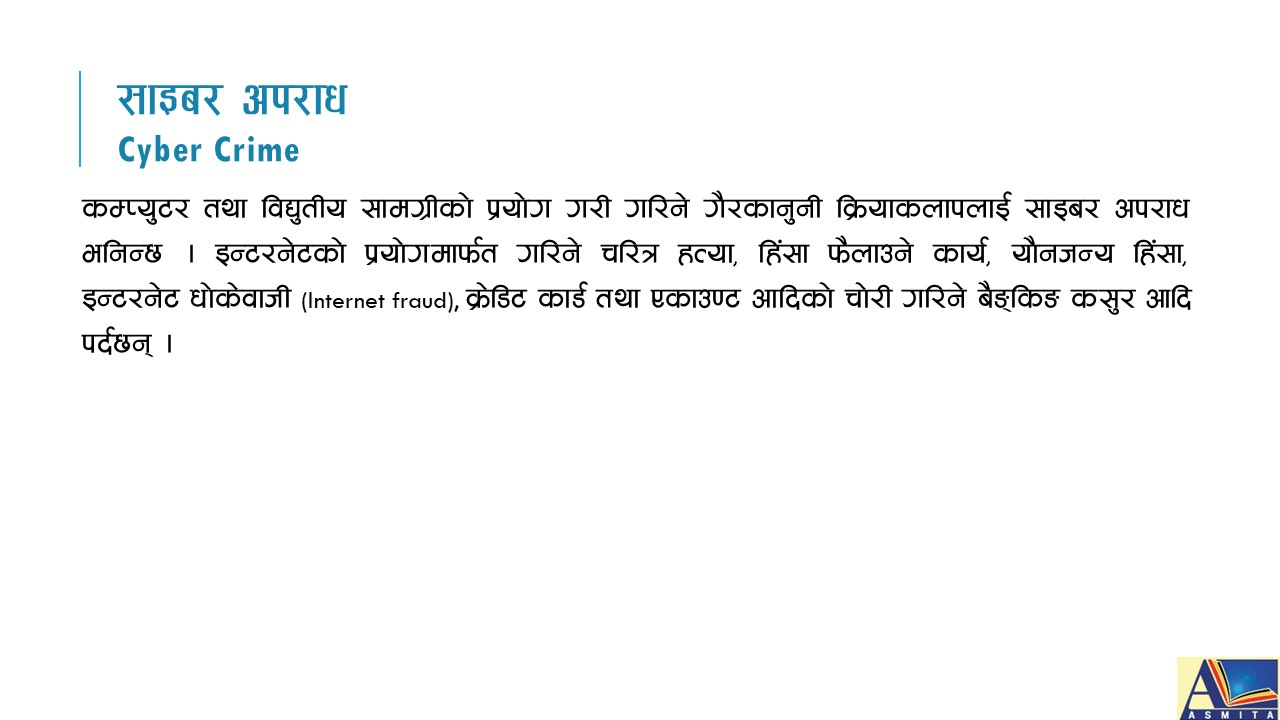 साइबर अपराध
Cyber Crime
कम्प्युटर तथा विद्युतीय सामग्रीको प्रयोग गरी गरिने गैरकानुनी क्रियाकलापलाई साइबर अपराध
भनिन्छ । इन्टरनेटको प्रयोगमार्फत गरिने चरित्र हत्या, हिंसा फैलाउने कार्य, यौनजन्य हिंसा,
इन्टरनेट धोकेवाजी (Internet fraud), क्रेडिट कार्ड तथा एकाउण्ट आदिको चोरी गरिने बैङ्किङ कसुर आदि
पर्दछन् ।
ASMITA